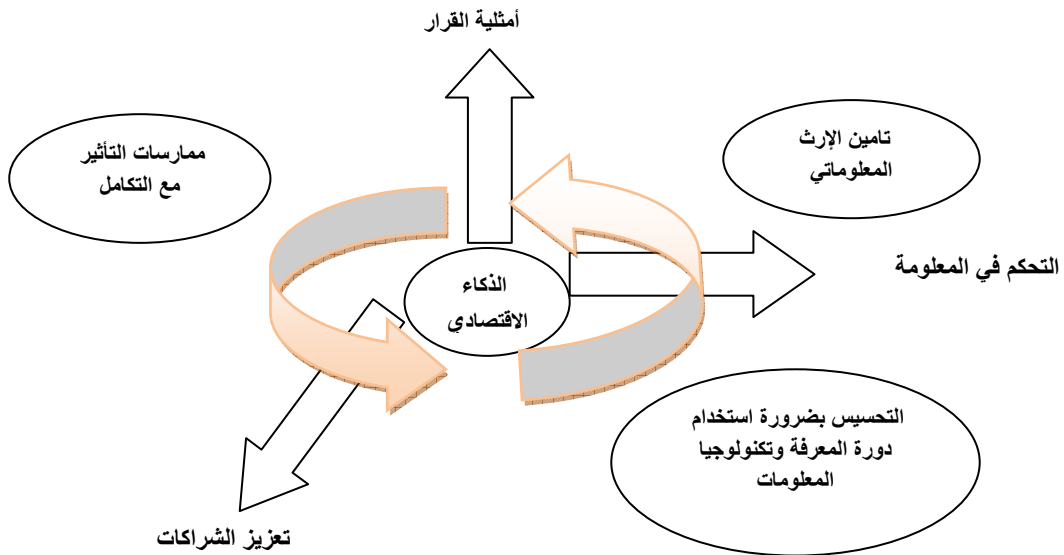 أمثلية القرار
تامين الإرث
المعلوماتي
ممارسات التأثير
مع التكامل
التحكم في المعلومة
الذكاء
الاقتصادي
التحسيس بضرورة استخدام
دورة المعرفة وتكنولوجيا
المعلومات
تعزيز الشراكات